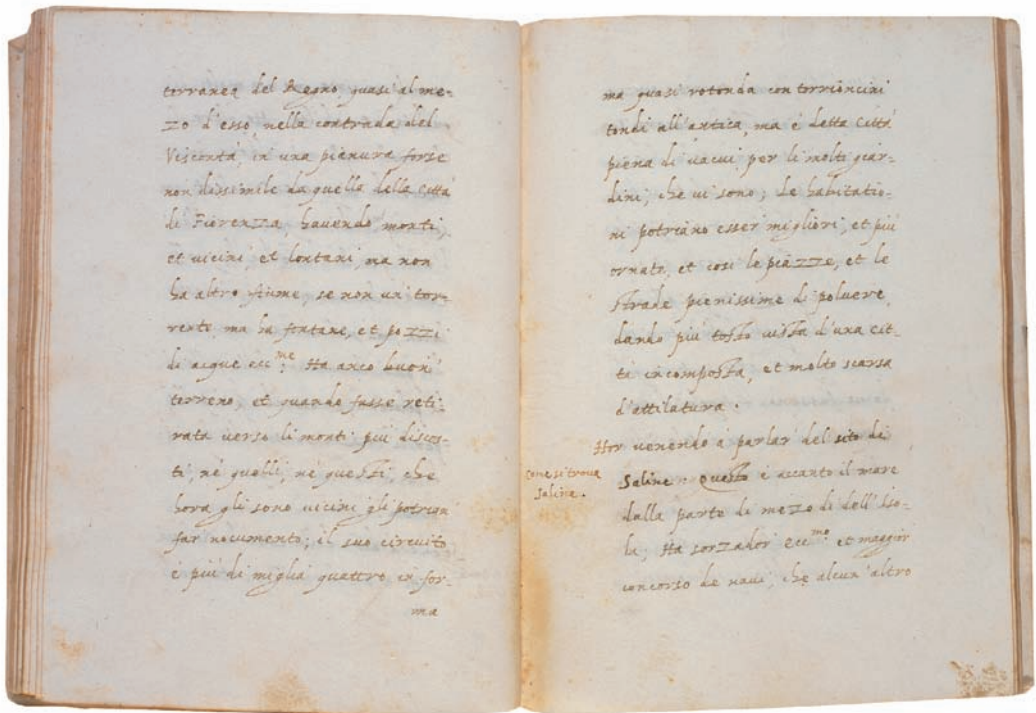 terranea del Regno quasi al me-
zo d'esso nella contrada del
Viscontà, in una pianura forse
non dissimile da quella della Città
di Fiorenza, havendo monti,
et vicini, et lontani, ma non
ha altro fiume, se non un tor-
rente, ma ha fontane, et pozzi
di acque ecc.me Ha anco buon
terreno, et quando fusse reti-
rata verso li monti più discos-
ti, né quelli, né questi, che
hora gli sono vicini gli potrian
far nocumento; il suo circuito
è più di miglia quattro in for-
ma
ma quasi rotonda con torrioncini
tondi all'antica, ma è detta Città
piena di vacui per li molti giar-
dini, che vi sono; Le habitatio-
ni potriano esser migliori, et più
ornate, et così le piazze, et le
strade pienissime di polvere,
dando più tosto vista d'una cit-
tà incomposta, et molto scarsa
d'attilatura.
Hor venendo à parlar del sito di
Come si trova
Saline.
Saline. Questo è accanto il mare
dalla parte di mezo dì dell'Iso-
la; Ha sorzador ecc.mo et maggior
concorso de navi, che alcun'altro